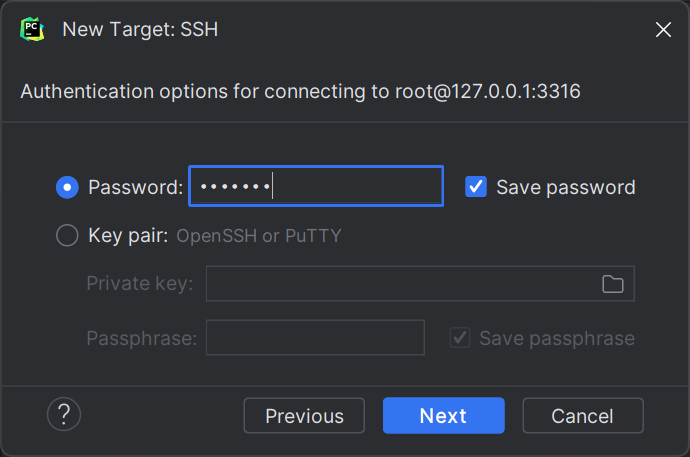 PC
New Target: SSH
Authentication options for connecting to root@127.0.0.1:3316
Password: ••••••• Save password
Key pair: OpenSSH or PuTTY
Private key:
Passphrase: Save passphrase
? Previous Next Cancel